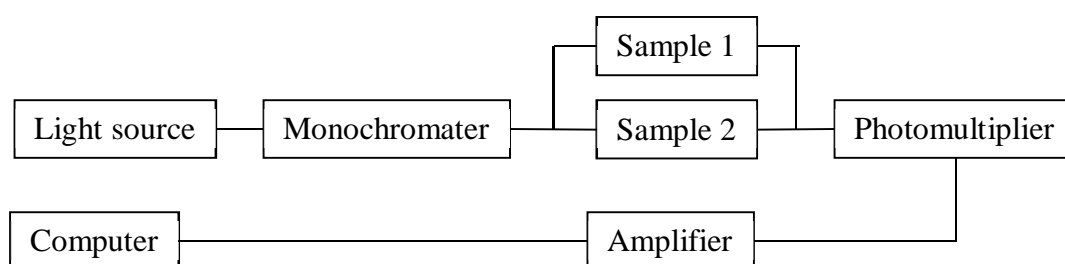 Sample 1
Light source
Monochromater
Sample 2
Photomultiplier
Computer
Amplifier